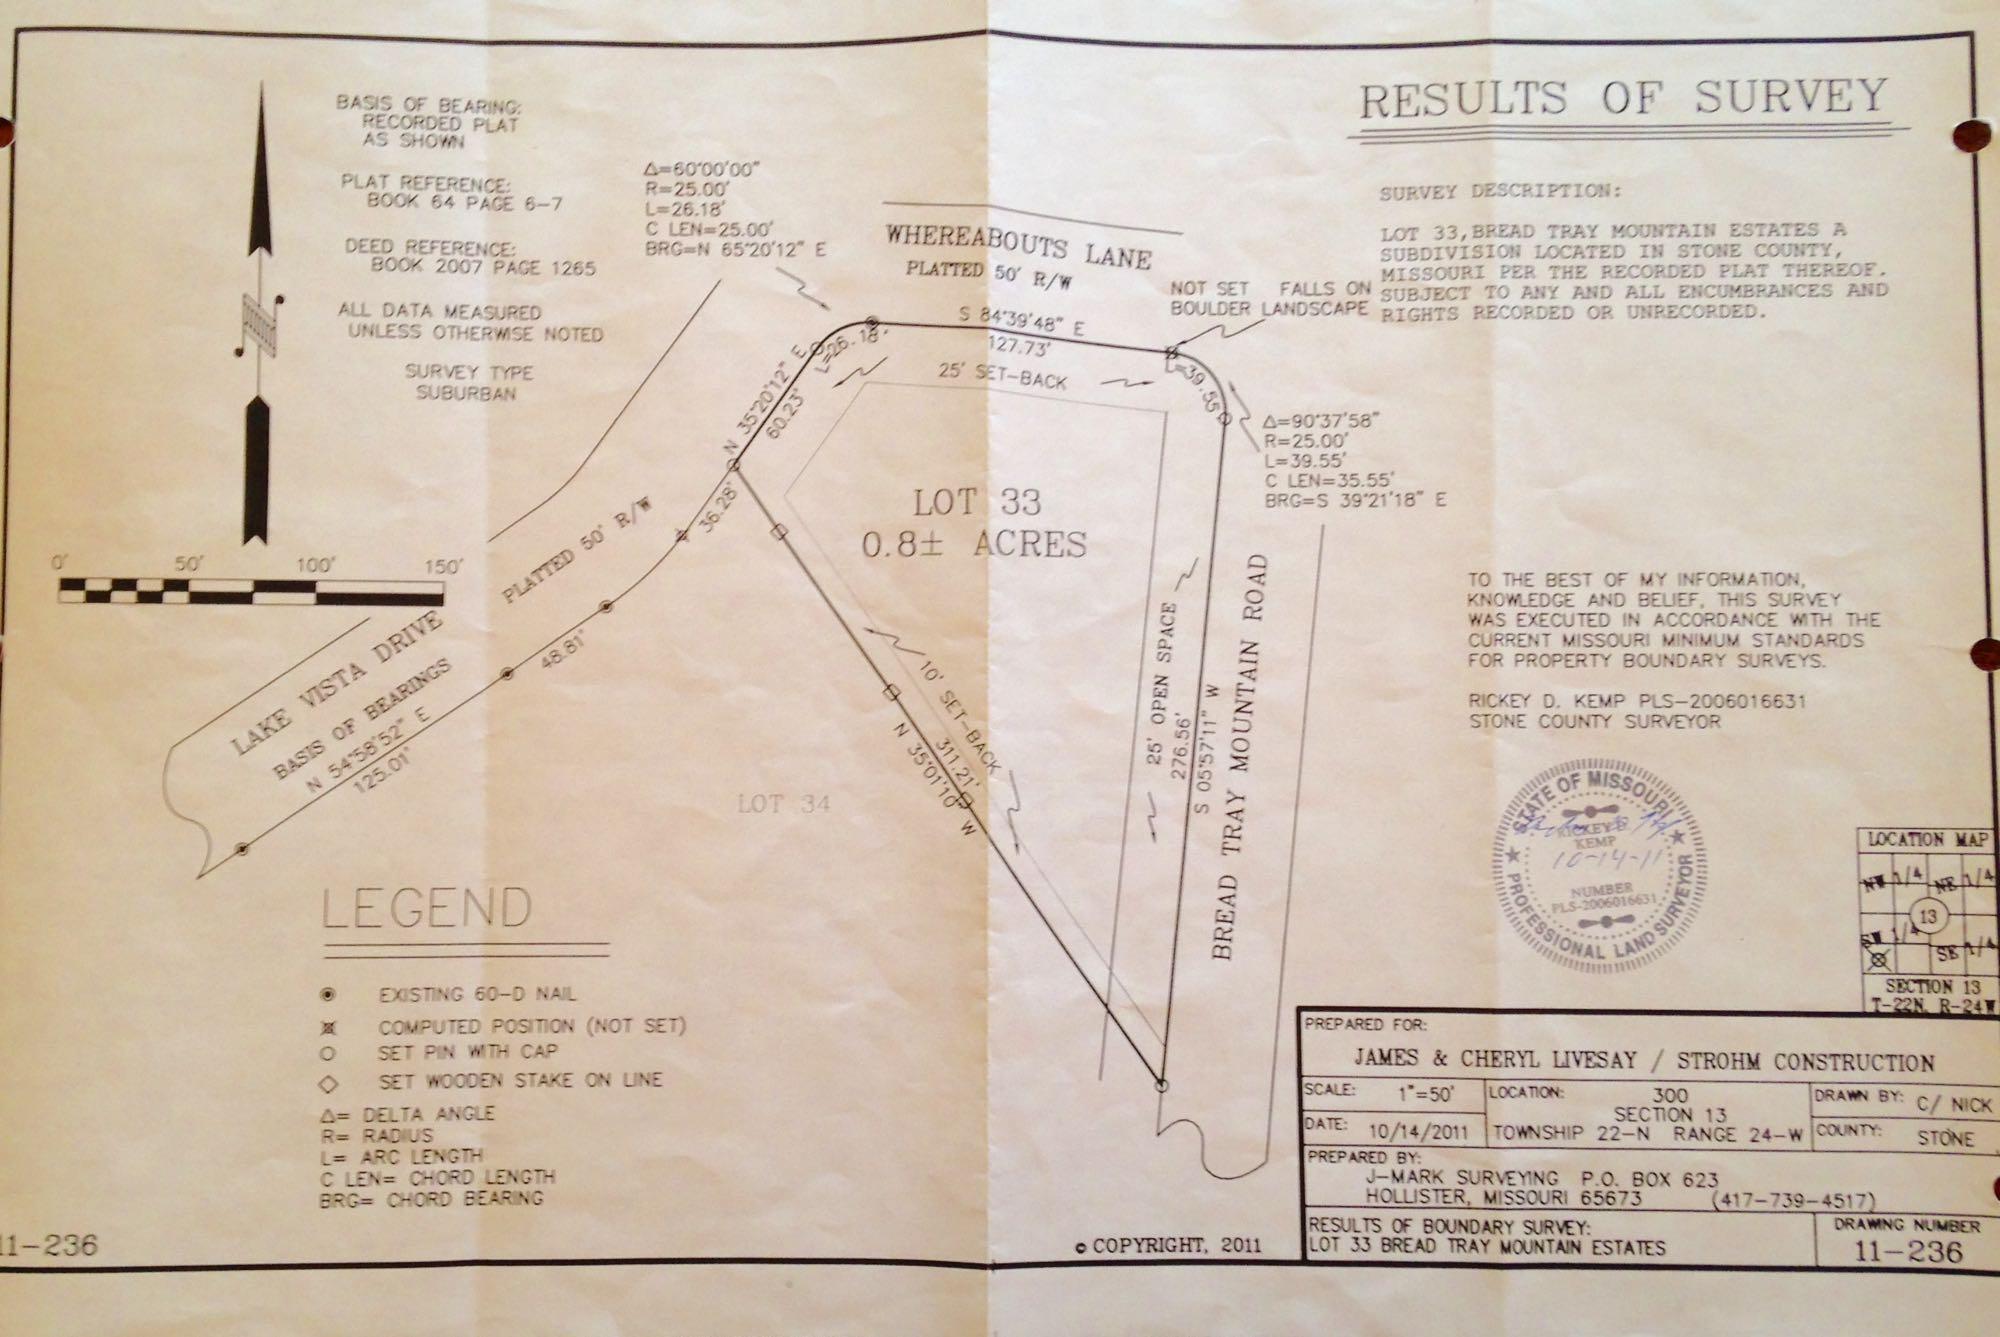 RESULTS OF SURVEY
BASIS OF BEARING:
RECORDED PLAT
AS SHOWN
PLAT REFERENCE:
BOOK 64 PAGE 6-7
DEED REFERENCE:
BOOK 2007 PAGE 1265
ALL DATA MEASURED
UNLESS OTHERWISE NOTED
SURVEY TYPE
SUBURBAN
Δ=60°00'00"
R=25.00'
L=26.18'
C LEN=25.00'
BRG=N 65°20'12" E
WHEREABOUTS LANE
PLATTED 50' R/W
NOT SET FALLS ON
BOULDER LANDSCAPE
SURVEY DESCRIPTION:
LOT 33, BREAD TRAY MOUNTAIN ESTATES A
SUBDIVISION LOCATED IN STONE COUNTY,
MISSOURI PER THE RECORDED PLAT THEREOF.
SUBJECT TO ANY AND ALL ENCUMBRANCES AND
RIGHTS RECORDED OR UNRECORDED.
S 84°39'48" E
127.73'
25' SET-BACK
L=26.18'
L=39.55'
N 35°20'12" E
60.23'
Δ=90°37'58"
R=25.00'
L=39.55'
C LEN=35.55'
BRG=S 39°21'18" E
LOT 33
0.8± ACRES
36.28'
PLATTED 50' R/W
0' 50' 100' 150'
48.81'
LAKE VISTA DRIVE
BASIS OF BEARINGS
N 54°58'52" E
125.01'
10' SET-BACK
311.21'
N 35°01'10" W
25' OPEN SPACE
276.56'
S 05°57'11" W
BREAD TRAY MOUNTAIN ROAD
LOT 34
TO THE BEST OF MY INFORMATION,
KNOWLEDGE AND BELIEF, THIS SURVEY
WAS EXECUTED IN ACCORDANCE WITH THE
CURRENT MISSOURI MINIMUM STANDARDS
FOR PROPERTY BOUNDARY SURVEYS.
RICKEY D. KEMP PLS-2006016631
STONE COUNTY SURVEYOR
STATE OF MISSOURI
RICKEY D.
KEMP
10-14-11
NUMBER
PLS-2006016631
PROFESSIONAL LAND SURVEYOR
LOCATION MAP
NW 1/4 NE 1/4
13
SW 1/4 SE 1/4
SECTION 13
T-22N, R-24W
LEGEND
EXISTING 60-D NAIL
COMPUTED POSITION (NOT SET)
SET PIN WITH CAP
SET WOODEN STAKE ON LINE
Δ= DELTA ANGLE
R= RADIUS
L= ARC LENGTH
C LEN= CHORD LENGTH
BRG= CHORD BEARING
PREPARED FOR:
JAMES & CHERYL LIVESAY / STROHM CONSTRUCTION
SCALE: 1"=50'
LOCATION: 300
SECTION 13
TOWNSHIP 22-N RANGE 24-W
DRAWN BY: C/ NICK
DATE: 10/14/2011
COUNTY: STONE
PREPARED BY:
J-MARK SURVEYING P.O. BOX 623
HOLLISTER, MISSOURI 65673 (417-739-4517)
RESULTS OF BOUNDARY SURVEY:
LOT 33 BREAD TRAY MOUNTAIN ESTATES
DRAWING NUMBER
11-236
© COPYRIGHT, 2011
11-236